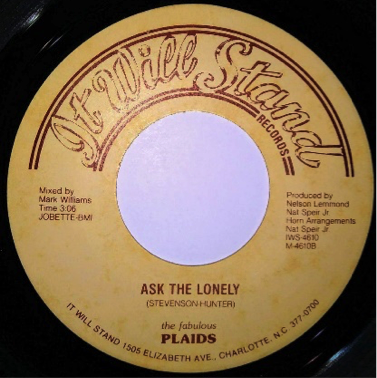 It Will Stand
RECORDS
Mixed by
Mark Williams
Time 3:06
JOBETTE-BMI
Produced by
Nelson Lemmond
Nat Speir Jr
Horn Arrangements
Nat Speir Jr
IWS-4610
M-4610B
ASK THE LONELY
(STEVENSON-HUNTER)
the fabulous
PLAIDS
IT WILL STAND 1505 ELIZABETH AVE., CHARLOTTE, N.C 377-0700